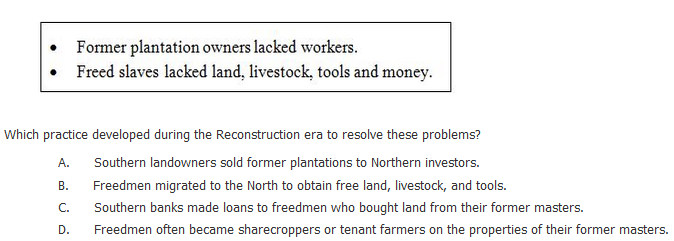 • Former plantation owners lacked workers.
• Freed slaves lacked land, livestock, tools and money.
Which practice developed during the Reconstruction era to resolve these problems?
A. Southern landowners sold former plantations to Northern investors.
B. Freedmen migrated to the North to obtain free land, livestock, and tools.
C. Southern banks made loans to freedmen who bought land from their former masters.
D. Freedmen often became sharecroppers or tenant farmers on the properties of their former masters.